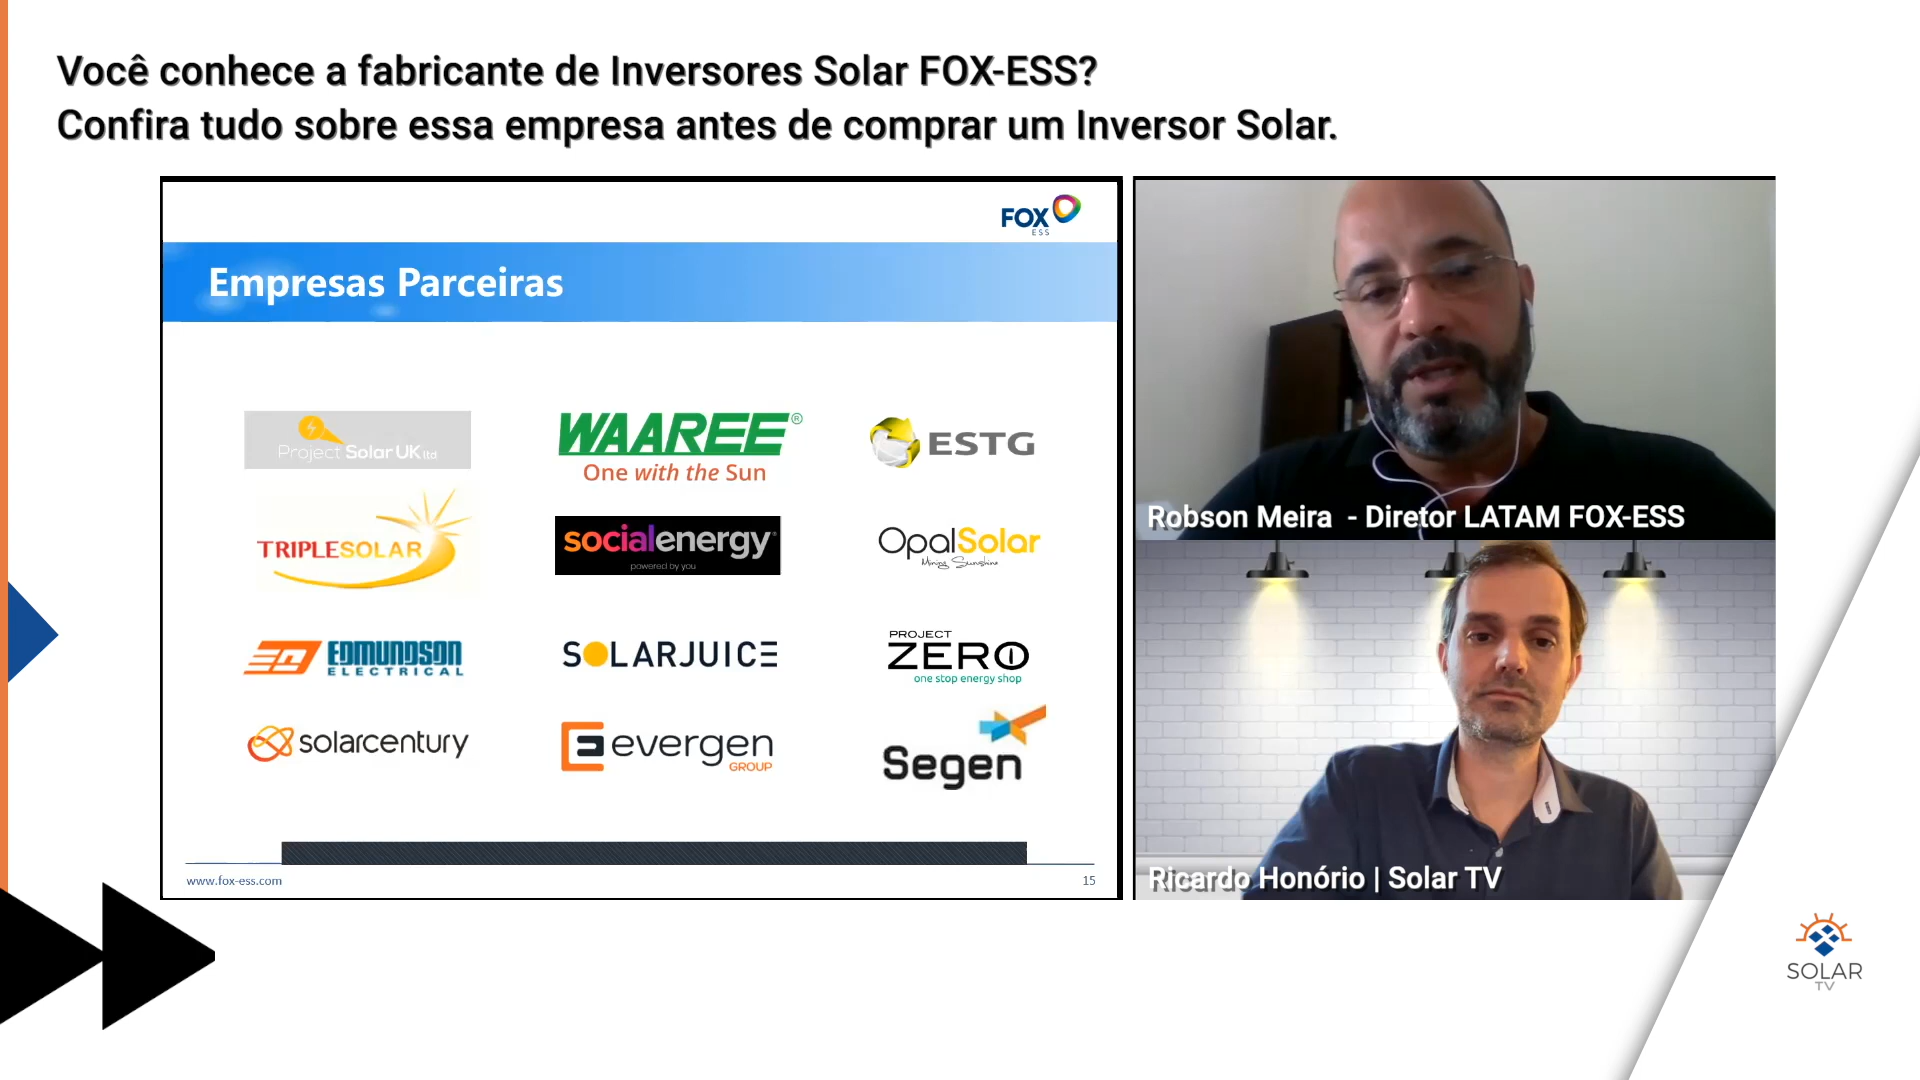 Você conhece a fabricante de Inversores Solar FOX-ESS?
Confira tudo sobre essa empresa antes de comprar um Inversor Solar.
FOX
ESS
Empresas Parceiras
Project Solar UK ltd
WAAREE®
One with the Sun
ESTG
TRIPLESOLAR
socialenergy
powered by you
OpalSolar
Mining Sunshine
EDMUNDSON
ELECTRICAL
SOLARJUICE
PROJECT
ZERO
one stop energy shop
solarcentury
evergen
GROUP
Segen
www.fox-ess.com
15
Robson Meira - Diretor LATAM FOX-ESS
Ricardo Honório | Solar TV
SOLAR
TV